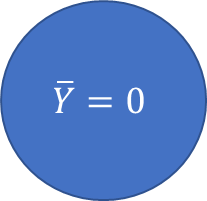 Ȳ = 0